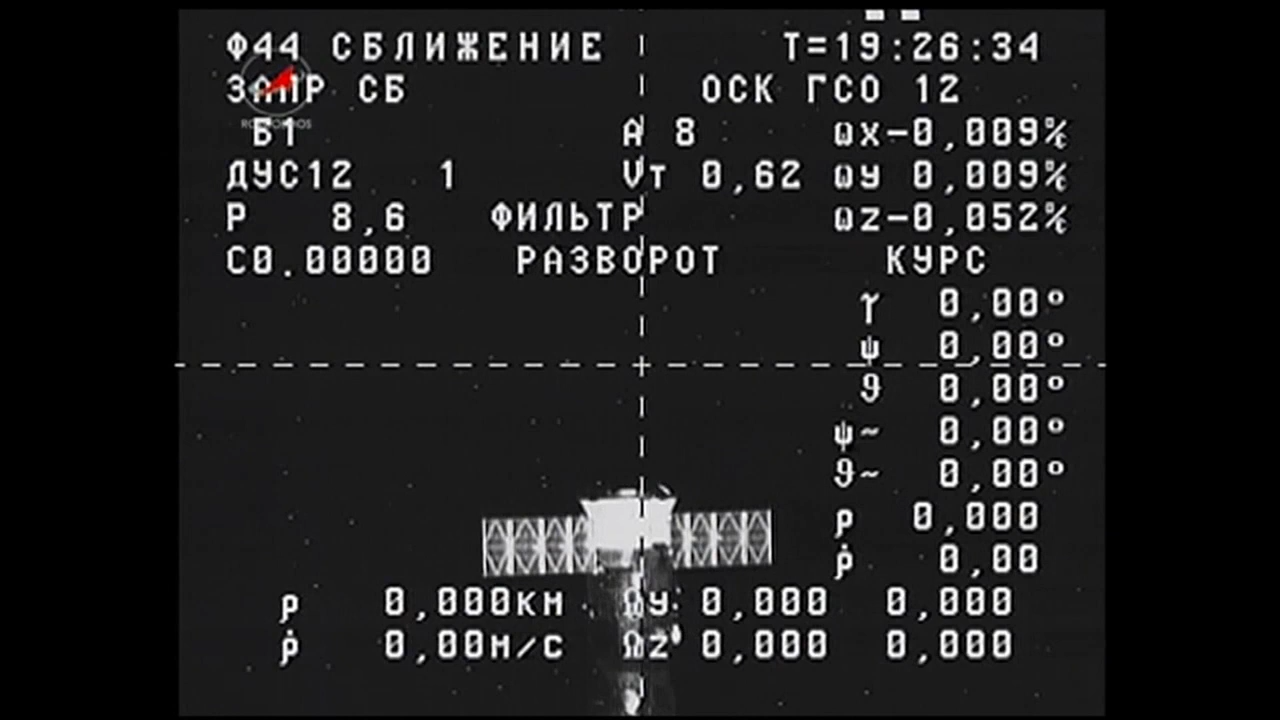 Ф44 СБЛИЖЕНИЕ Т=19:26:34
ЗАПР СБ ОСК ГСО 12
ROSCOSMOS
Б1 А 8 ωx-0,009%
ДУС12 1 Vт 0,62 ωy 0,009%
Р 8,6 ФИЛЬТР ωz-0,052%
С0.00000 РАЗВОРОТ КУРС
γ 0,00°
ψ 0,00°
ϑ 0,00°
ψ~ 0,00°
ϑ~ 0,00°
ρ 0,000
ρ̇ 0,00
ρ 0,000км Ωy 0,000 0,000
ρ̇ 0,00м/с Ωz 0,000 0,000